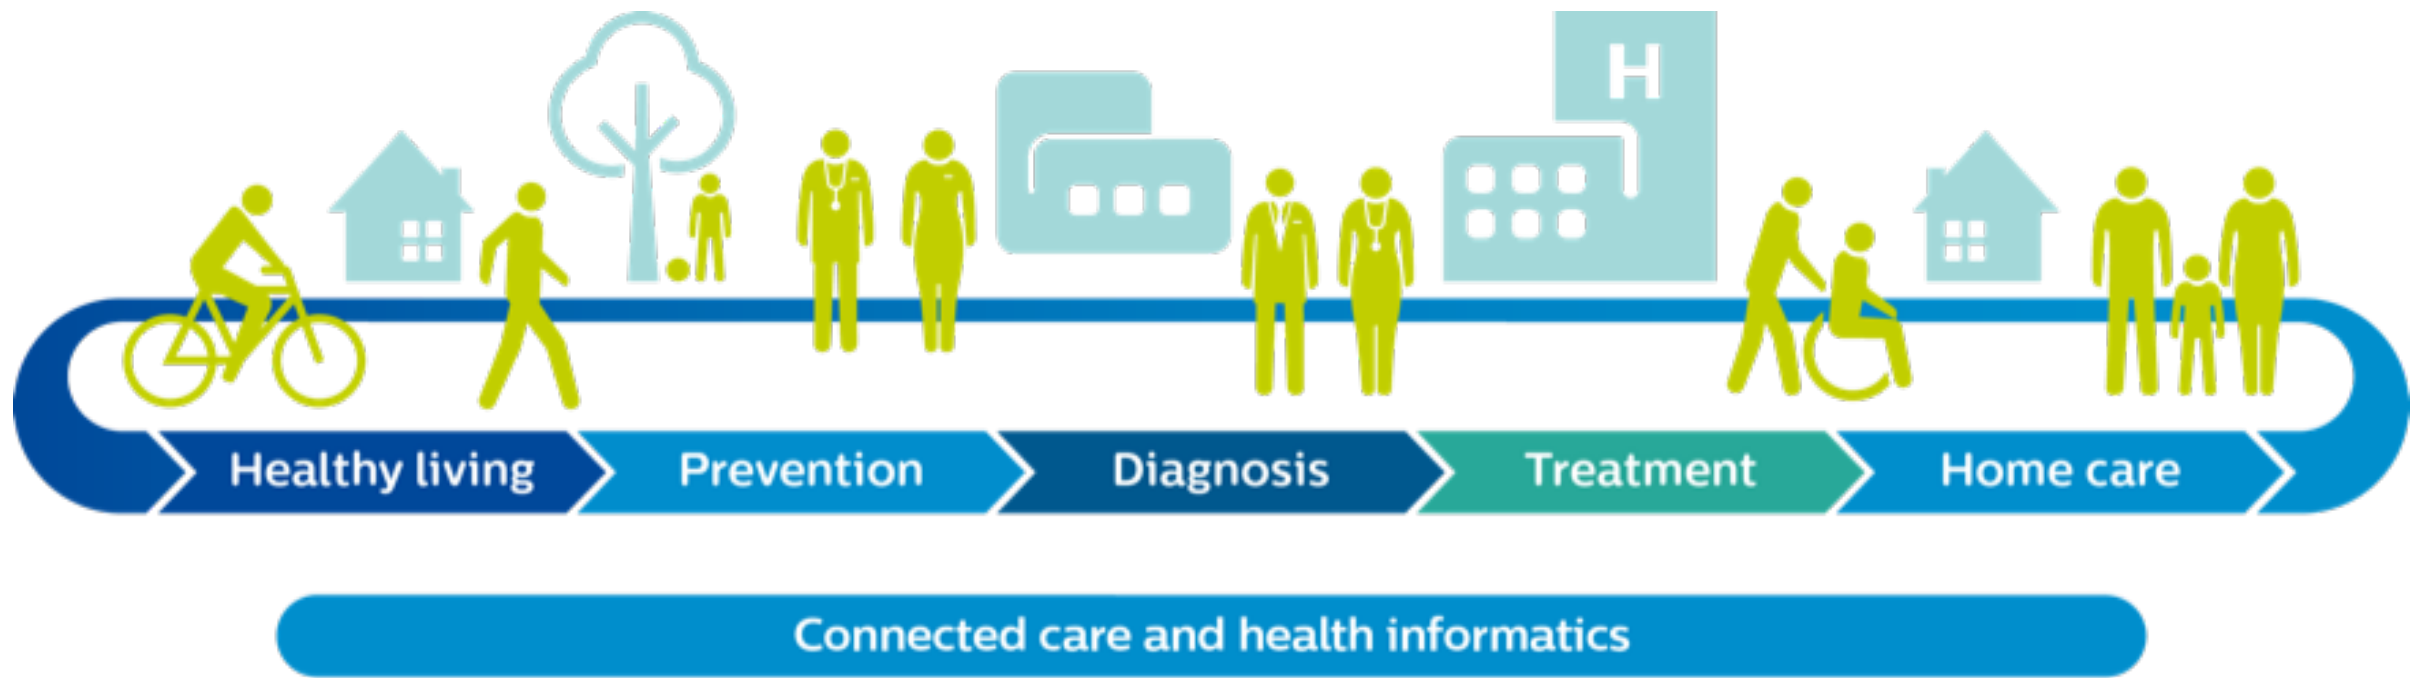 H
Healthy living
Prevention
Diagnosis
Treatment
Home care
Connected care and health informatics